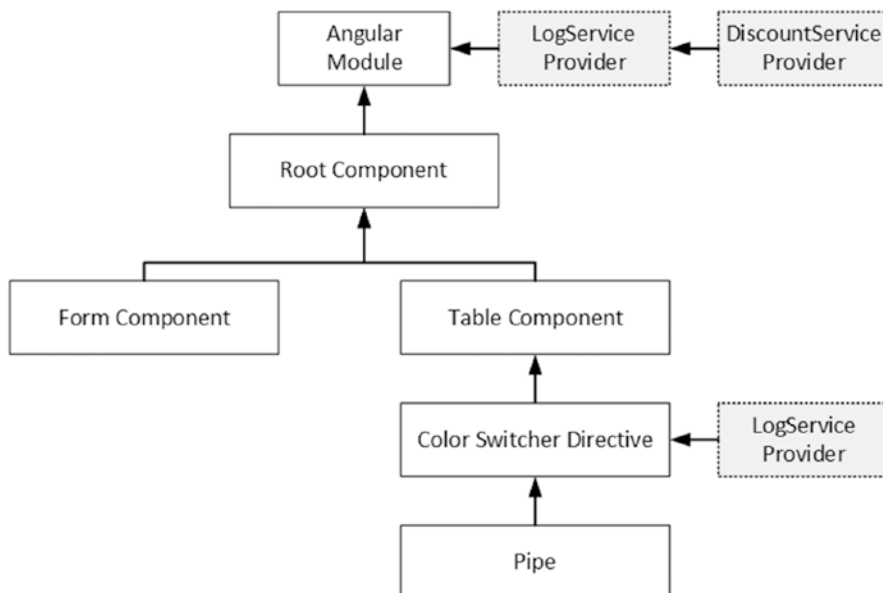 Angular
Module
LogService
Provider
DiscountService
Provider
Root Component
Form Component
Table Component
Color Switcher Directive
LogService
Provider
Pipe